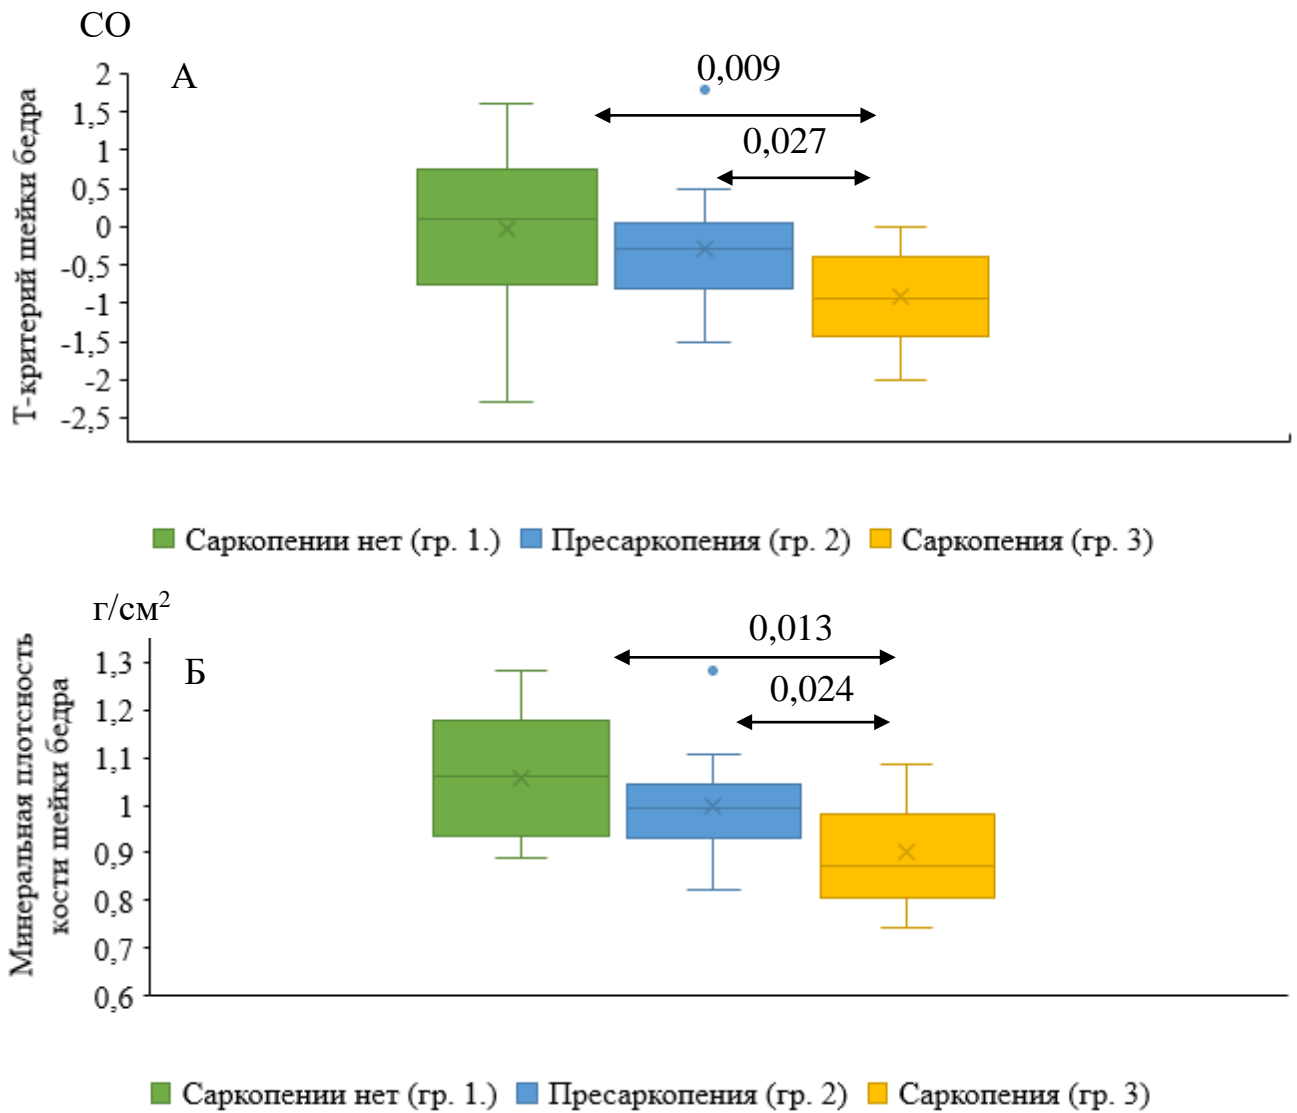 СО
А
0,009
0,027
Т-критерий шейки бедра
2
1,5
1
0,5
0
-0,5
-1
-1,5
-2
-2,5
Саркопении нет (гр. 1.) Пресаркопения (гр. 2) Саркопения (гр. 3)
г/см²
Б
0,013
0,024
Минеральная плотсность
кости шейки бедра
1,3
1,2
1,1
1
0,9
0,8
0,7
0,6
Саркопении нет (гр. 1.) Пресаркопения (гр. 2) Саркопения (гр. 3)